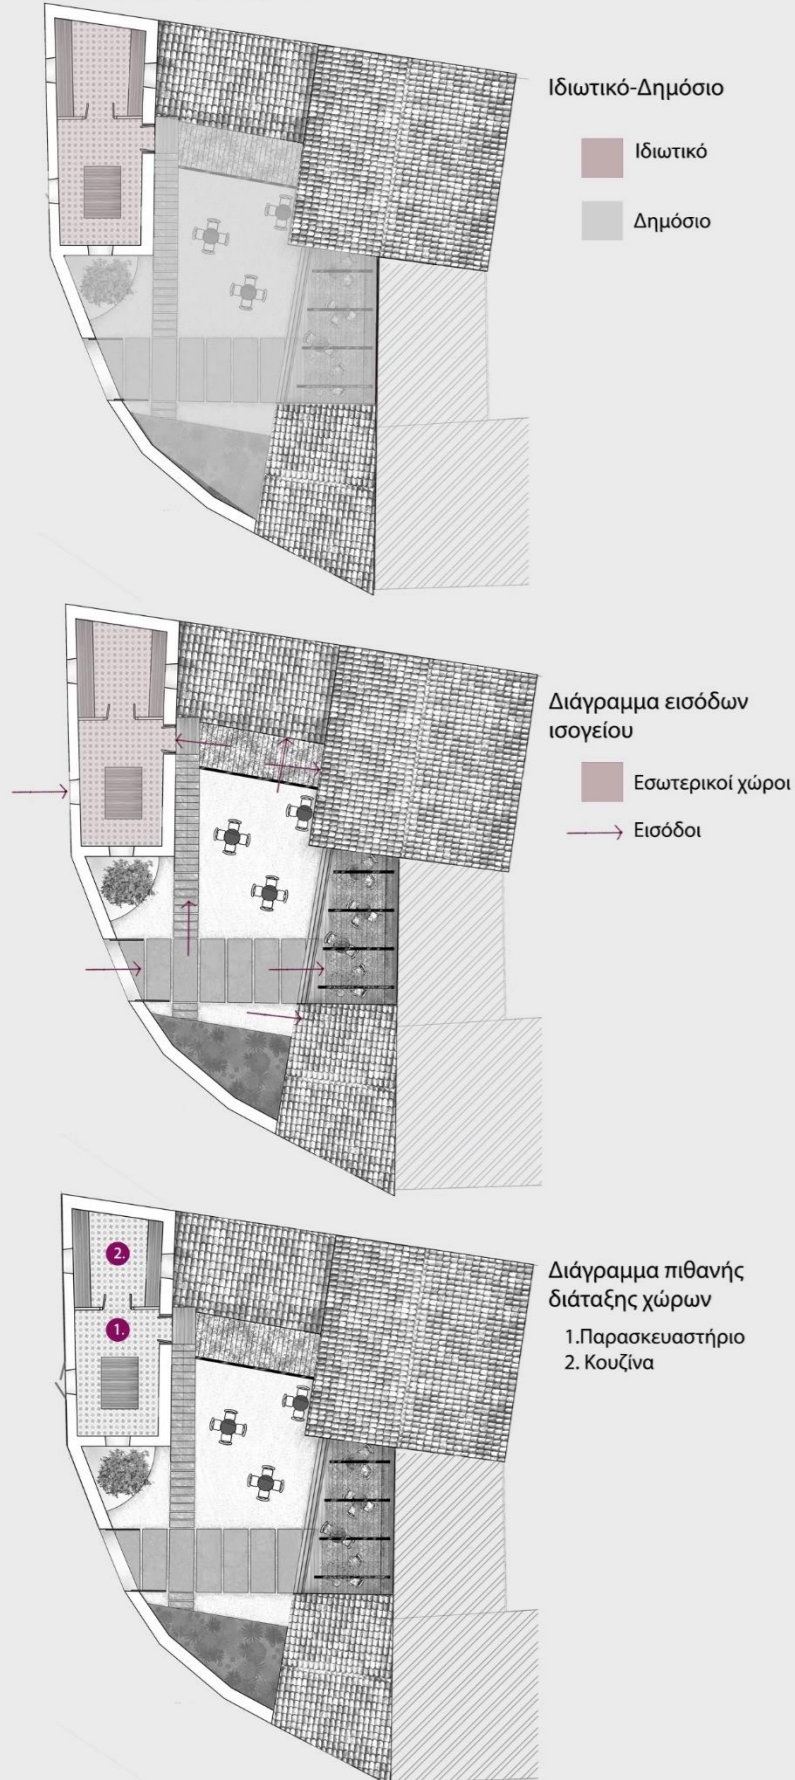 Ιδιωτικό-Δημόσιο
Ιδιωτικό
Δημόσιο
Διάγραμμα εισόδων
ισογείου
Εσωτερικοί χώροι
Εισόδοι
2.
1.
Διάγραμμα πιθανής
διάταξης χώρων
1.Παρασκευαστήριο
2. Κουζίνα